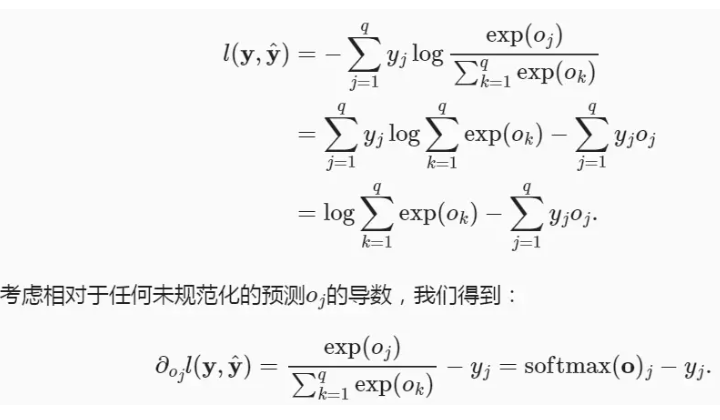 l(𝐲, ŷ) = −∑_{j=1}^{q} y_j log exp(o_j) / ∑_{k=1}^{q} exp(o_k)
= ∑_{j=1}^{q} y_j log ∑_{k=1}^{q} exp(o_k) − ∑_{j=1}^{q} y_j o_j
= log ∑_{k=1}^{q} exp(o_k) − ∑_{j=1}^{q} y_j o_j.
考虑相对于任何未规范化的预测o_j的导数，我们得到：
∂_{o_j} l(𝐲, ŷ) = exp(o_j) / ∑_{k=1}^{q} exp(o_k) − y_j = softmax(𝐨)_j − y_j.